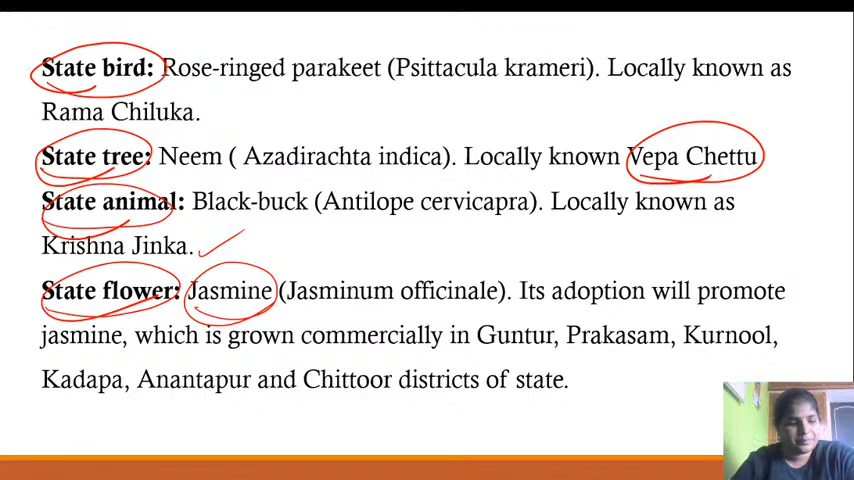 State bird: Rose-ringed parakeet (Psittacula krameri). Locally known as
Rama Chiluka.
State tree: Neem ( Azadirachta indica). Locally known Vepa Chettu
State animal: Black-buck (Antilope cervicapra). Locally known as
Krishna Jinka.
State flower: Jasmine (Jasminum officinale). Its adoption will promote
jasmine, which is grown commercially in Guntur, Prakasam, Kurnool,
Kadapa, Anantapur and Chittoor districts of state.